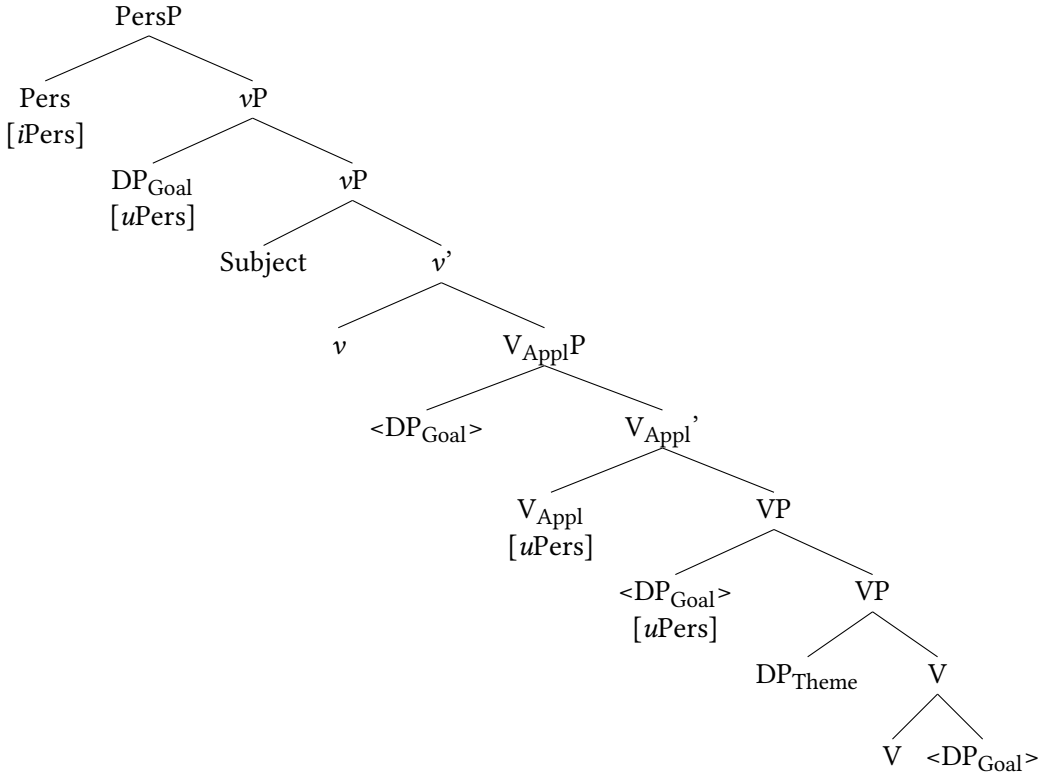 PersP
Pers
vP
[iPers]
DPGoal
vP
[uPers]
Subject
v’
v
VApplP
<DPGoal>
VAppl’
VAppl
VP
[uPers]
<DPGoal>
VP
[uPers]
DPTheme
V
V
<DPGoal>